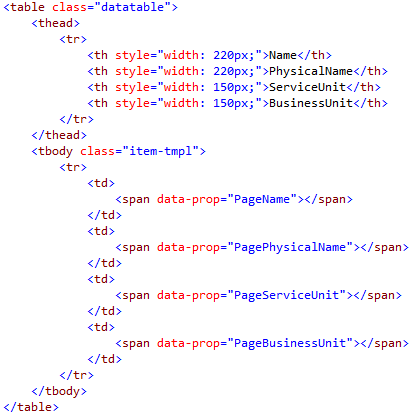 <table class="datatable">
    <thead>
        <tr>
            <th style="width: 220px;">Name</th>
            <th style="width: 220px;">PhysicalName</th>
            <th style="width: 150px;">ServiceUnit</th>
            <th style="width: 150px;">BusinessUnit</th>
        </tr>
    </thead>
    <tbody class="item-tmpl">
        <tr>
            <td>
                <span data-prop="PageName"></span>
            </td>
            <td>
                <span data-prop="PagePhysicalName"></span>
            </td>
            <td>
                <span data-prop="PageServiceUnit"></span>
            </td>
            <td>
                <span data-prop="PageBusinessUnit"></span>
            </td>
        </tr>
    </tbody>
</table>